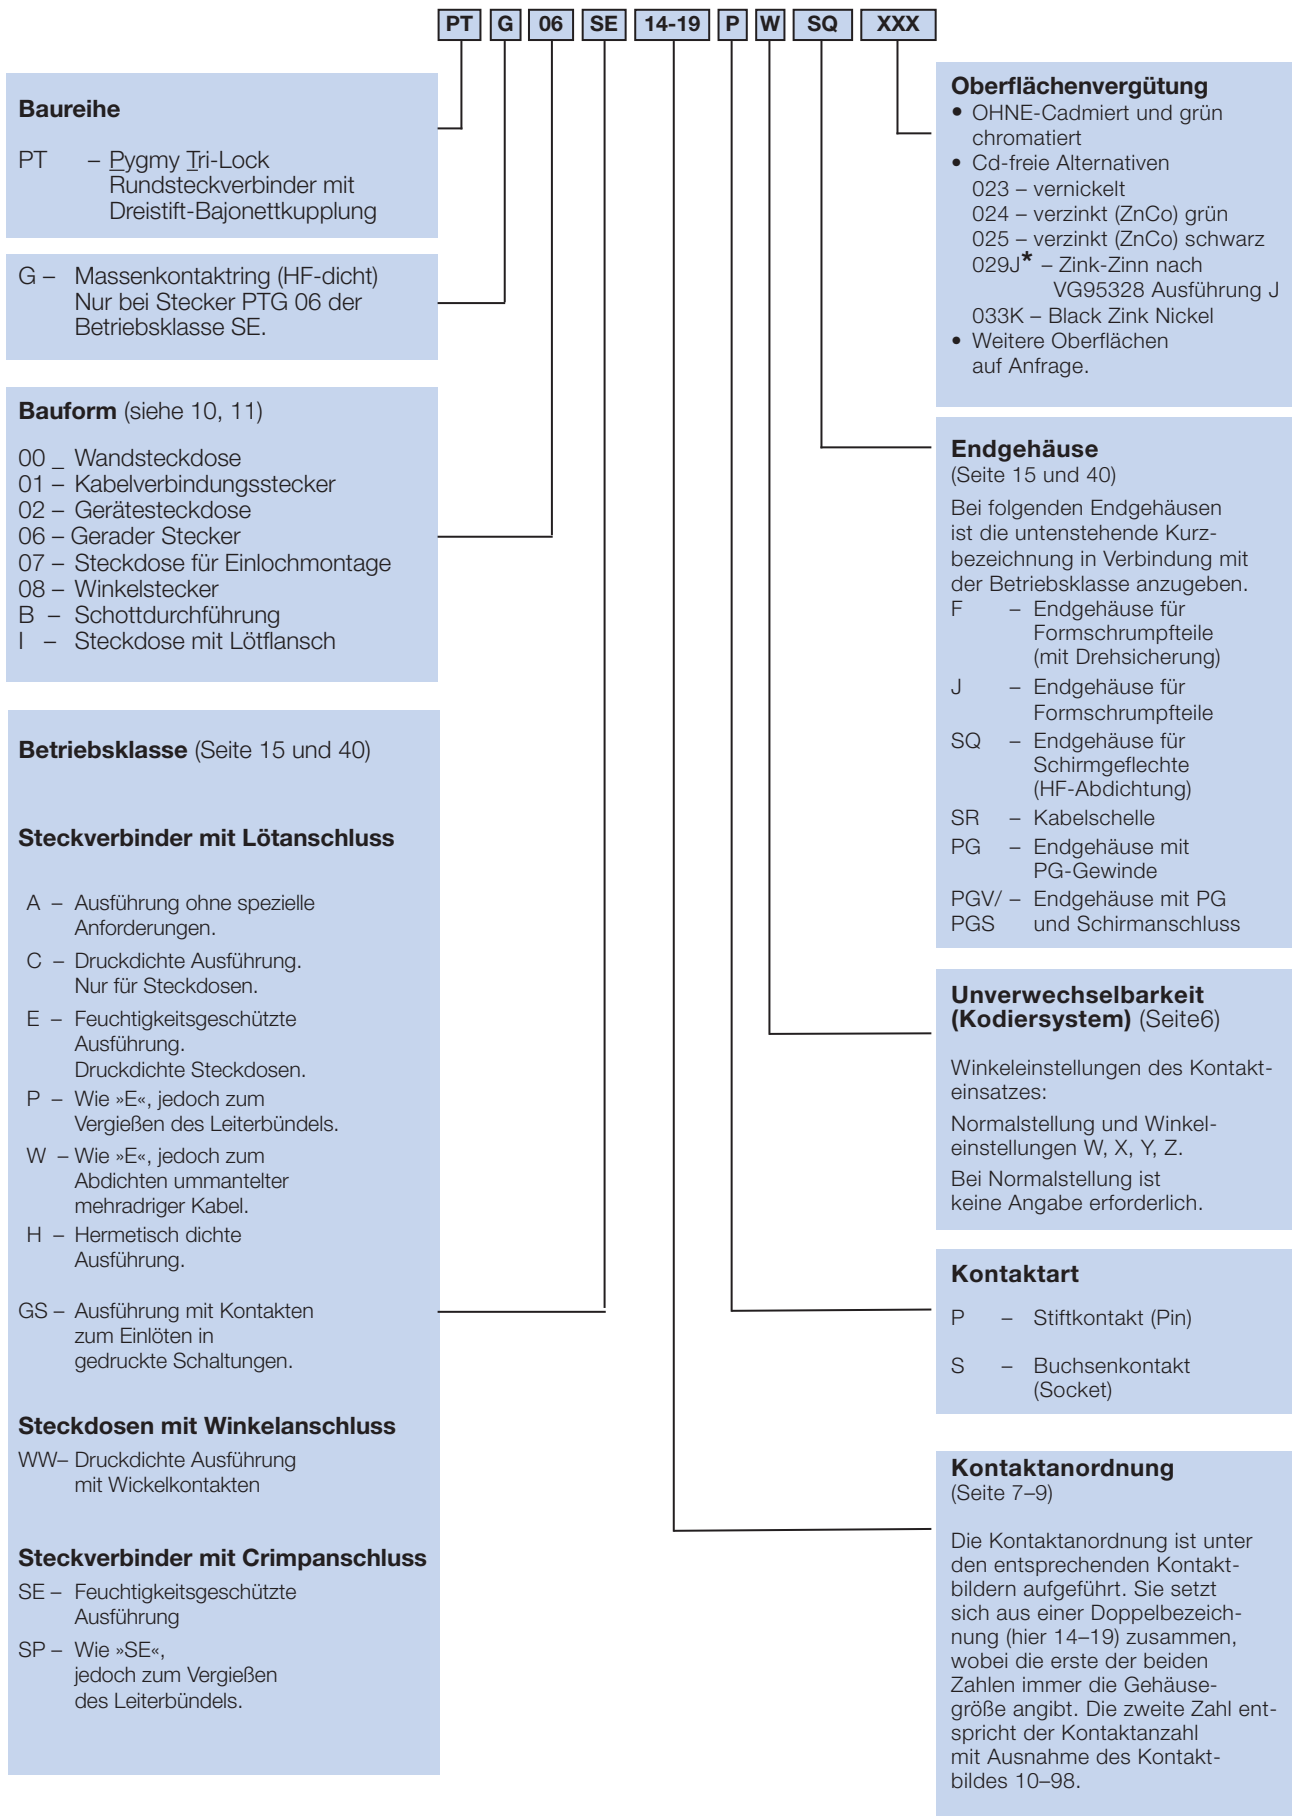 PT G 06 SE 14-19 P W SQ XXX
Baureihe
PT – Pygmy Tri-Lock
Rundsteckverbinder mit
Dreistift-Bajonettkupplung
G – Massenkontaktring (HF-dicht)
Nur bei Stecker PTG 06 der
Betriebsklasse SE.
Bauform (siehe 10, 11)
00 _ Wandsteckdose
01 – Kabelverbindungsstecker
02 – Gerätesteckdose
06 – Gerader Stecker
07 – Steckdose für Einlochmontage
08 – Winkelstecker
B – Schottdurchführung
I – Steckdose mit Lötflansch
Betriebsklasse (Seite 15 und 40)
Steckverbinder mit Lötanschluss
A – Ausführung ohne spezielle
Anforderungen.
C – Druckdichte Ausführung.
Nur für Steckdosen.
E – Feuchtigkeitsgeschützte
Ausführung.
Druckdichte Steckdosen.
P – Wie »E«, jedoch zum
Vergießen des Leiterbündels.
W – Wie »E«, jedoch zum
Abdichten ummantelter
mehradriger Kabel.
H – Hermetisch dichte
Ausführung.
GS – Ausführung mit Kontakten
zum Einlöten in
gedruckte Schaltungen.
Steckdosen mit Winkelanschluss
WW– Druckdichte Ausführung
mit Wickelkontakten
Steckverbinder mit Crimpanschluss
SE – Feuchtigkeitsgeschützte
Ausführung
SP – Wie »SE«,
jedoch zum Vergießen
des Leiterbündels.
Oberflächenvergütung
• OHNE-Cadmiert und grün
chromatiert
• Cd-freie Alternativen
023 – vernickelt
024 – verzinkt (ZnCo) grün
025 – verzinkt (ZnCo) schwarz
029J* – Zink-Zinn nach
VG95328 Ausführung J
033K – Black Zink Nickel
• Weitere Oberflächen
auf Anfrage.
Endgehäuse
(Seite 15 und 40)
Bei folgenden Endgehäusen
ist die untenstehende Kurz-
bezeichnung in Verbindung mit
der Betriebsklasse anzugeben.
F – Endgehäuse für
Formschrumpfteile
(mit Drehsicherung)
J – Endgehäuse für
Formschrumpfteile
SQ – Endgehäuse für
Schirmgeflechte
(HF-Abdichtung)
SR – Kabelschelle
PG – Endgehäuse mit
PG-Gewinde
PGV/ – Endgehäuse mit PG
PGS und Schirmanschluss
Unverwechselbarkeit
(Kodiersystem) (Seite6)
Winkeleinstellungen des Kontakt-
einsatzes:
Normalstellung und Winkel-
einstellungen W, X, Y, Z.
Bei Normalstellung ist
keine Angabe erforderlich.
Kontaktart
P – Stiftkontakt (Pin)
S – Buchsenkontakt
(Socket)
Kontaktanordnung
(Seite 7–9)
Die Kontaktanordnung ist unter
den entsprechenden Kontakt-
bildern aufgeführt. Sie setzt
sich aus einer Doppelbezeich-
nung (hier 14–19) zusammen,
wobei die erste der beiden
Zahlen immer die Gehäuse-
größe angibt. Die zweite Zahl ent-
spricht der Kontaktanzahl
mit Ausnahme des Kontakt-
bildes 10–98.